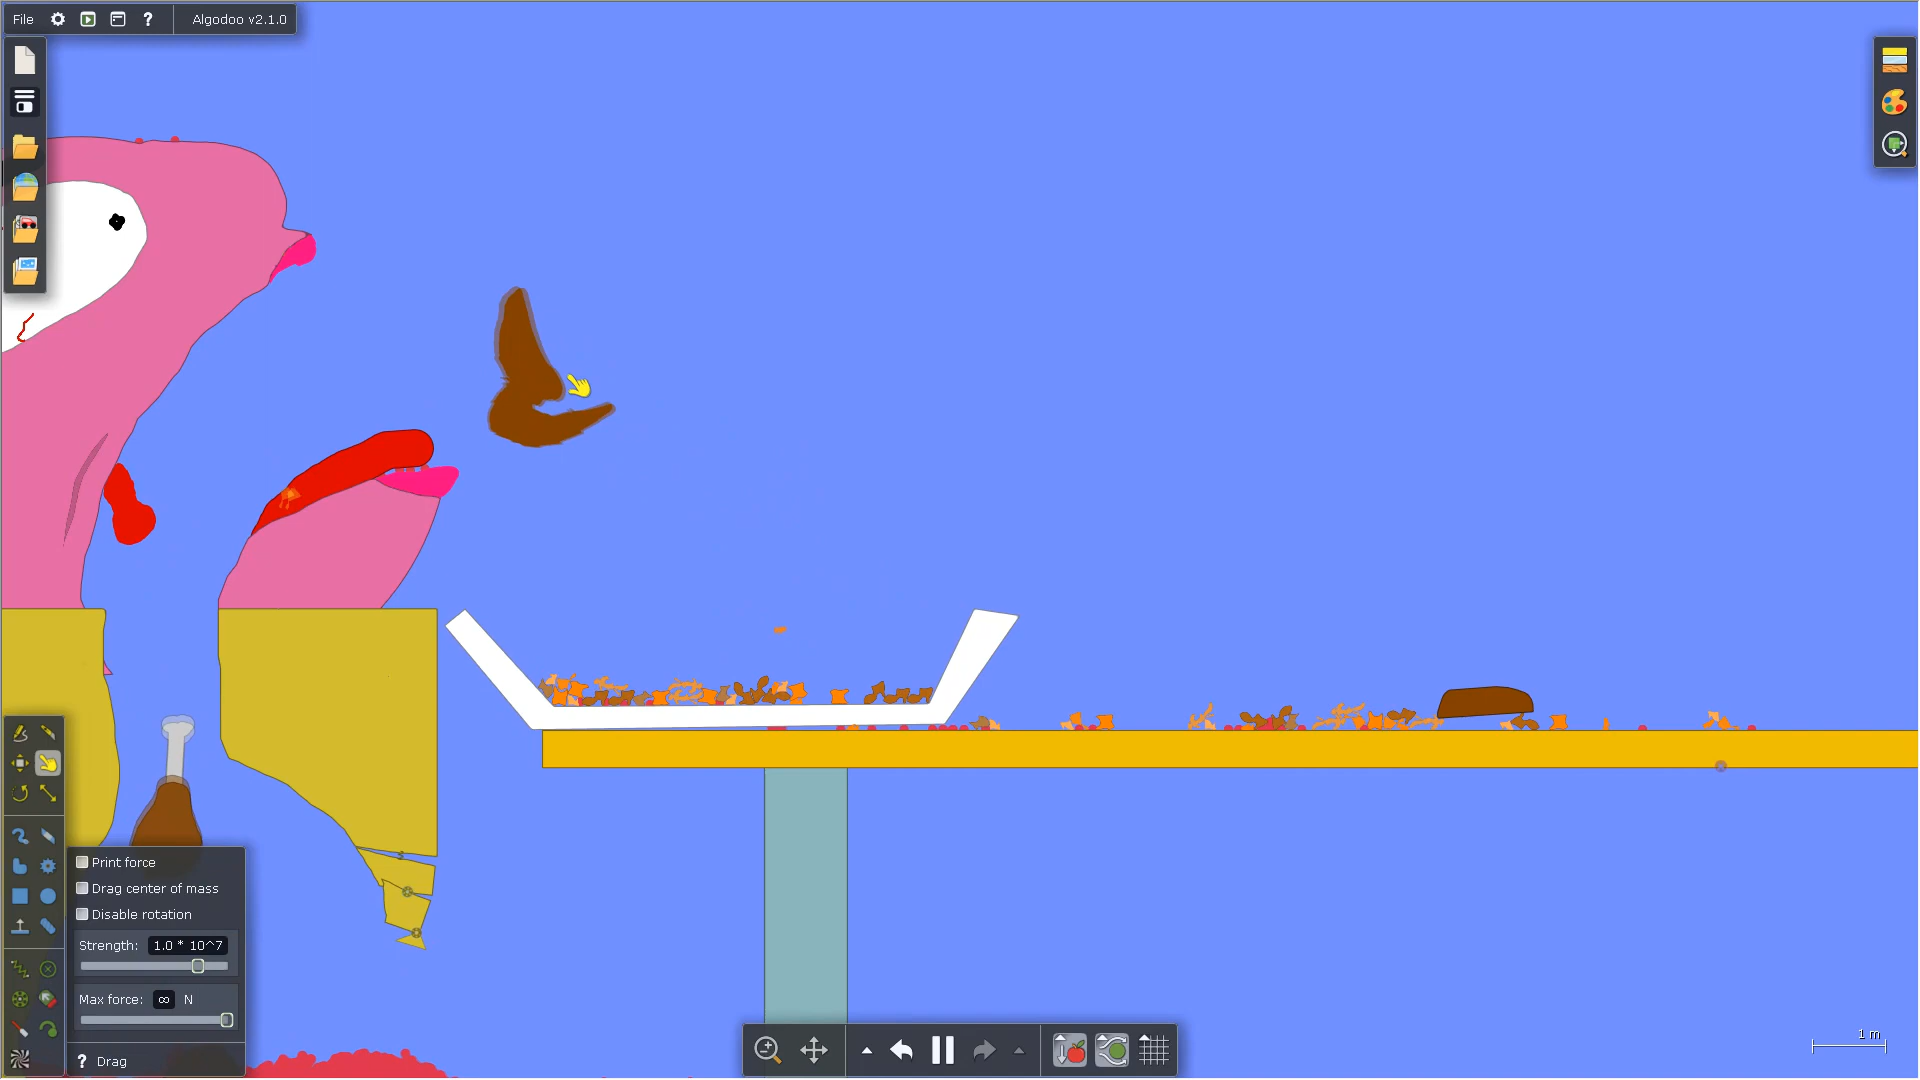 File ? Algodoo v2.1.0
Print force
Drag center of mass
Disable rotation
Strength: 1.0 * 10^7
Max force: ∞ N
? Drag
1 m